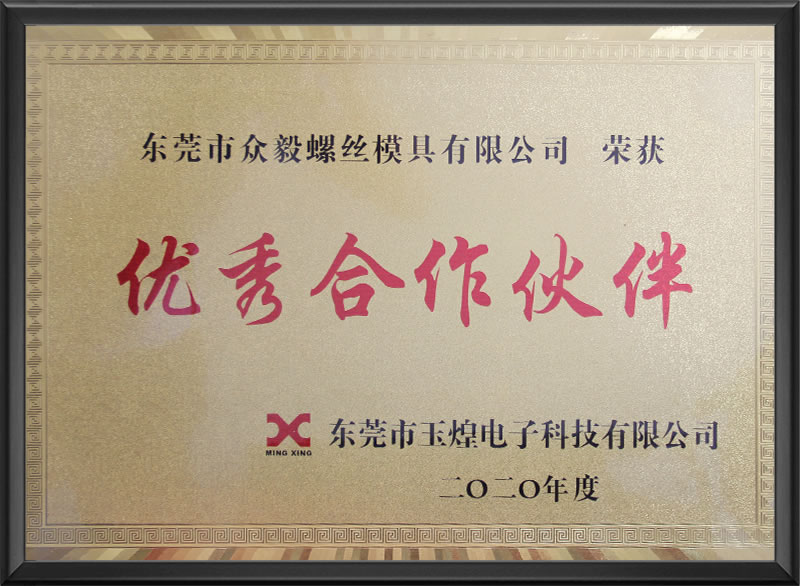 东莞市众毅螺丝模具有限公司 荣获
优秀合作伙伴
MING XING
东莞市玉煌电子科技有限公司
二〇二〇年度